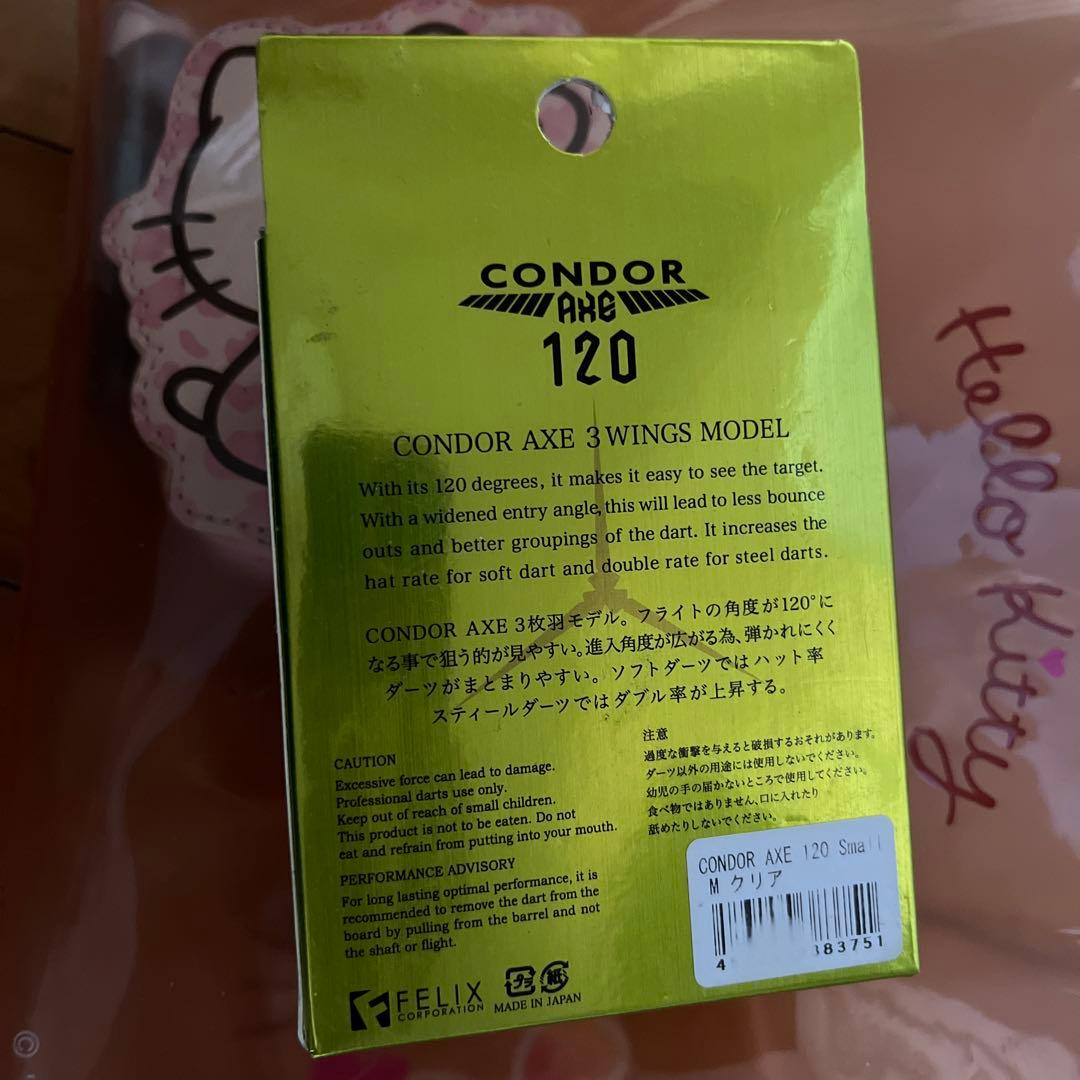 CONDOR
AXE
120
CONDOR AXE 3 WINGS MODEL
With its 120 degrees, it makes it easy to see the target.
With a widened entry angle, this will lead to less bounce
outs and better groupings of the dart. It increases the
hat rate for soft dart and double rate for steel darts.
CONDOR AXE 3枚羽モデル。フライトの角度が120°に
なる事で狙う的が見やすい。進入角度が広がる為、弾かれにくく
ダーツがまとまりやすい。ソフトダーツではハット率
スティールダーツではダブル率が上昇する。
CAUTION
Excessive force can lead to damage.
Professional darts use only.
Keep out of reach of small children.
This product is not to be eaten. Do not
eat and refrain from putting into your mouth.
PERFORMANCE ADVISORY
For long lasting optimal performance, it is
recommended to remove the dart from the
board by pulling from the barrel and not
the shaft or flight.
注意
過度な衝撃を与えると破損するおそれがあります。
ダーツ以外の用途には使用しないでください。
幼児の手の届かないところで使用してください。
食べ物ではありません、口に入れたり
舐めたりしないでください。
CONDOR AXE 120 Small
M クリア
4 383751
FELIX
CORPORATION
プラ
紙
MADE IN JAPAN
Hello Kitty
©